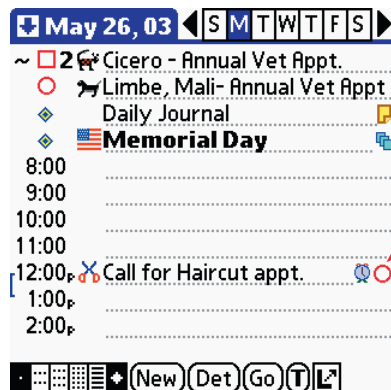 May 26, 03 S M T W T F S
~ 2 Cicero - Annual Vet Appt.
Limbe, Mali- Annual Vet Appt
Daily Journal
Memorial Day
8:00
9:00
10:00
11:00
12:00P Call for Haircut appt.
1:00P
2:00P
New Det Go T